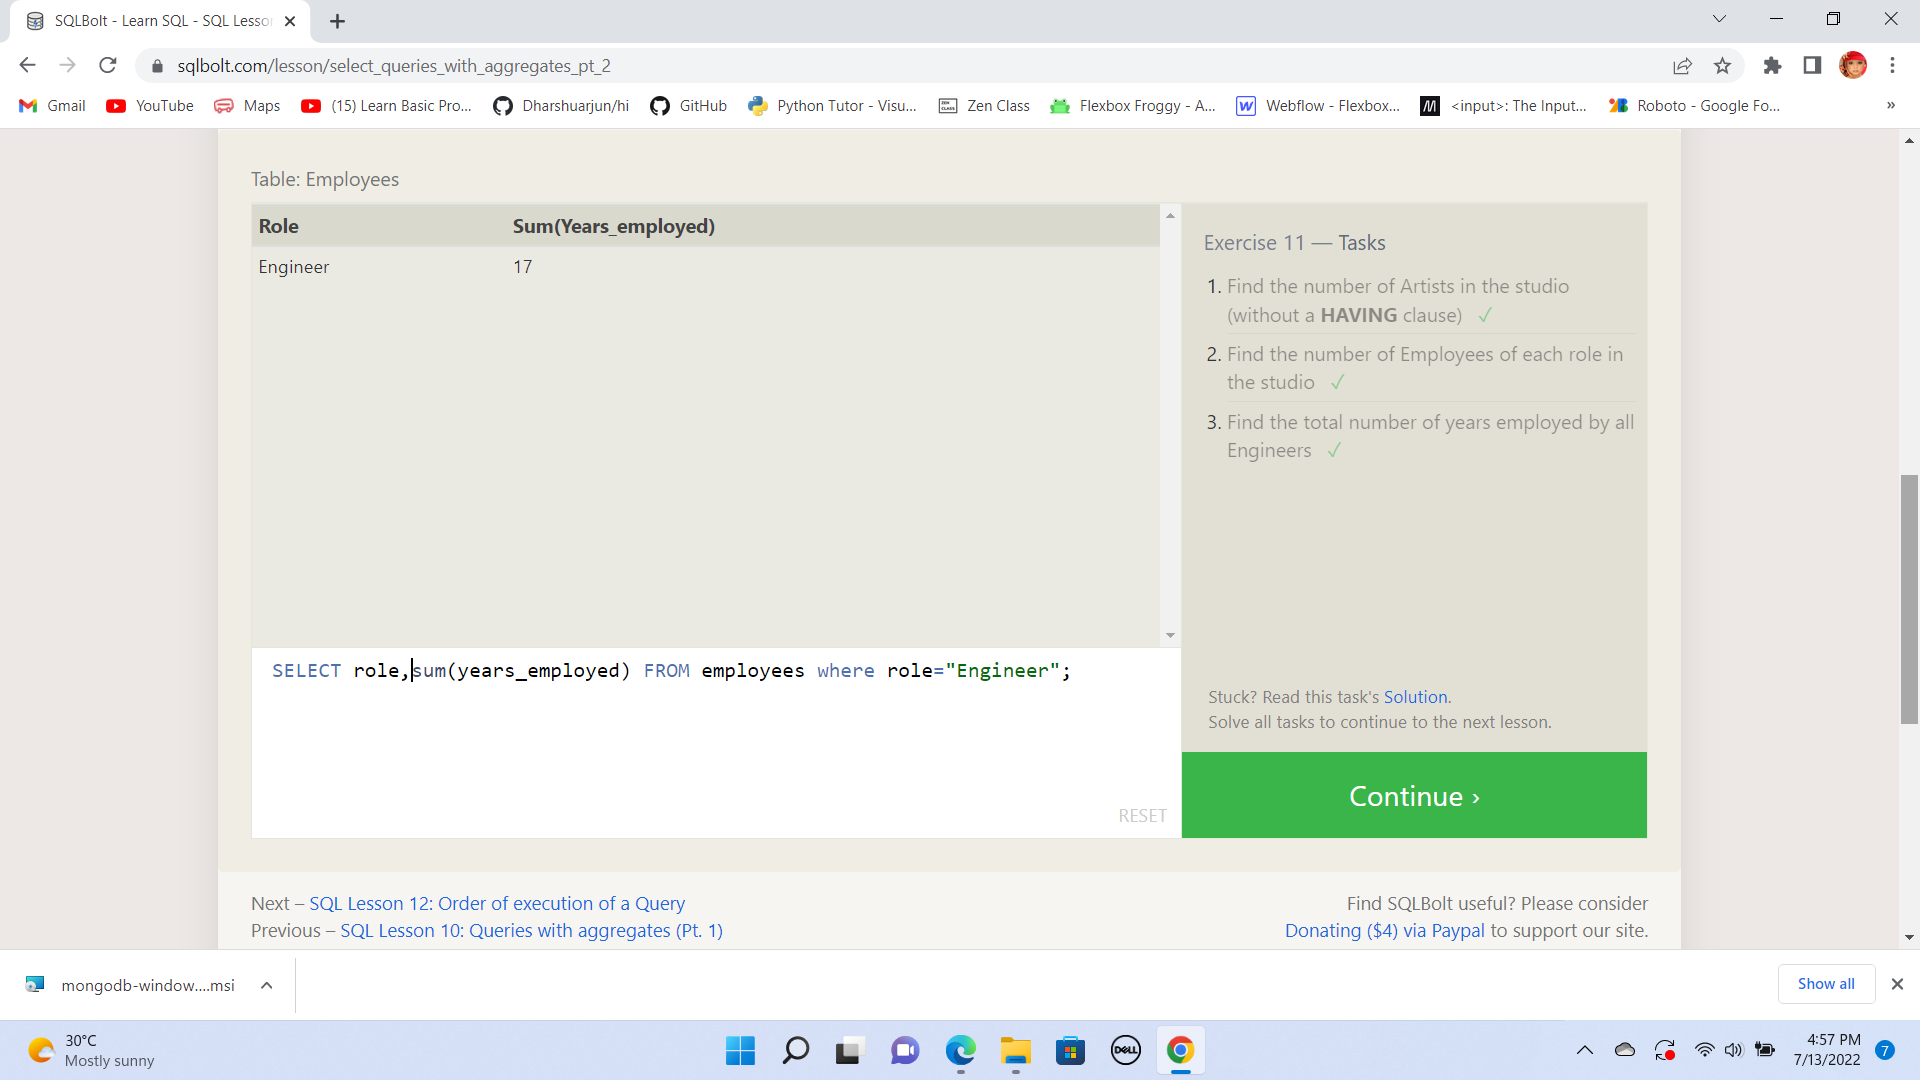 SQLBolt - Learn SQL - SQL Lesso
sqlbolt.com/lesson/select_queries_with_aggregates_pt_2
Gmail YouTube Maps (15) Learn Basic Pro... Dharshuarjun/hi GitHub Python Tutor - Visu... Zen Class Flexbox Froggy - A... Webflow - Flexbox... <input>: The Input... Roboto - Google Fo... »
Table: Employees
Role Sum(Years_employed)
Engineer 17
Exercise 11 — Tasks
1. Find the number of Artists in the studio
(without a HAVING clause) ✓
2. Find the number of Employees of each role in
the studio ✓
3. Find the total number of years employed by all
Engineers ✓
SELECT role,sum(years_employed) FROM employees where role="Engineer";
RESET
Stuck? Read this task's Solution.
Solve all tasks to continue to the next lesson.
Continue ›
Next – SQL Lesson 12: Order of execution of a Query
Previous – SQL Lesson 10: Queries with aggregates (Pt. 1)
Find SQLBolt useful? Please consider
Donating ($4) via Paypal to support our site.
mongodb-window....msi
Show all
30°C
Mostly sunny
DELL
4:57 PM
7/13/2022
7